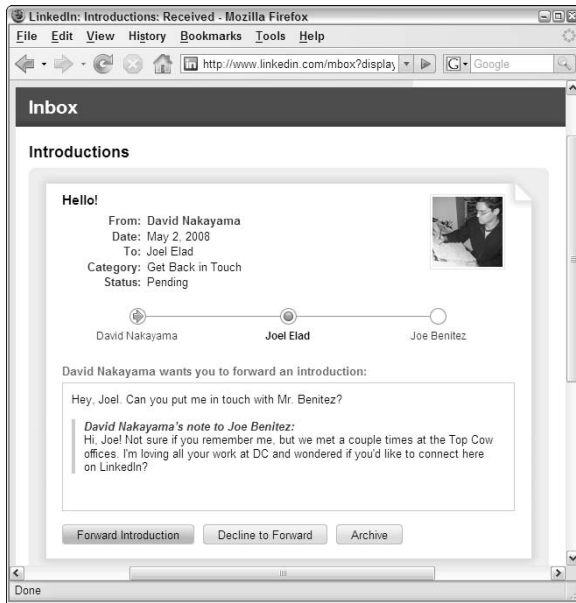 LinkedIn: Introductions: Received - Mozilla Firefox
File Edit View History Bookmarks Tools Help
http://www.linkedin.com/mbox?display
G Google
Inbox
Introductions
Hello!
From: David Nakayama
Date: May 2, 2008
To: Joel Elad
Category: Get Back in Touch
Status: Pending
David Nakayama Joel Elad Joe Benitez
David Nakayama wants you to forward an introduction:
Hey, Joel. Can you put me in touch with Mr. Benitez?
David Nakayama's note to Joe Benitez:
Hi, Joe! Not sure if you remember me, but we met a couple times at the Top Cow
offices. I'm loving all your work at DC and wondered if you'd like to connect here
on LinkedIn?
Forward Introduction Decline to Forward Archive
Done